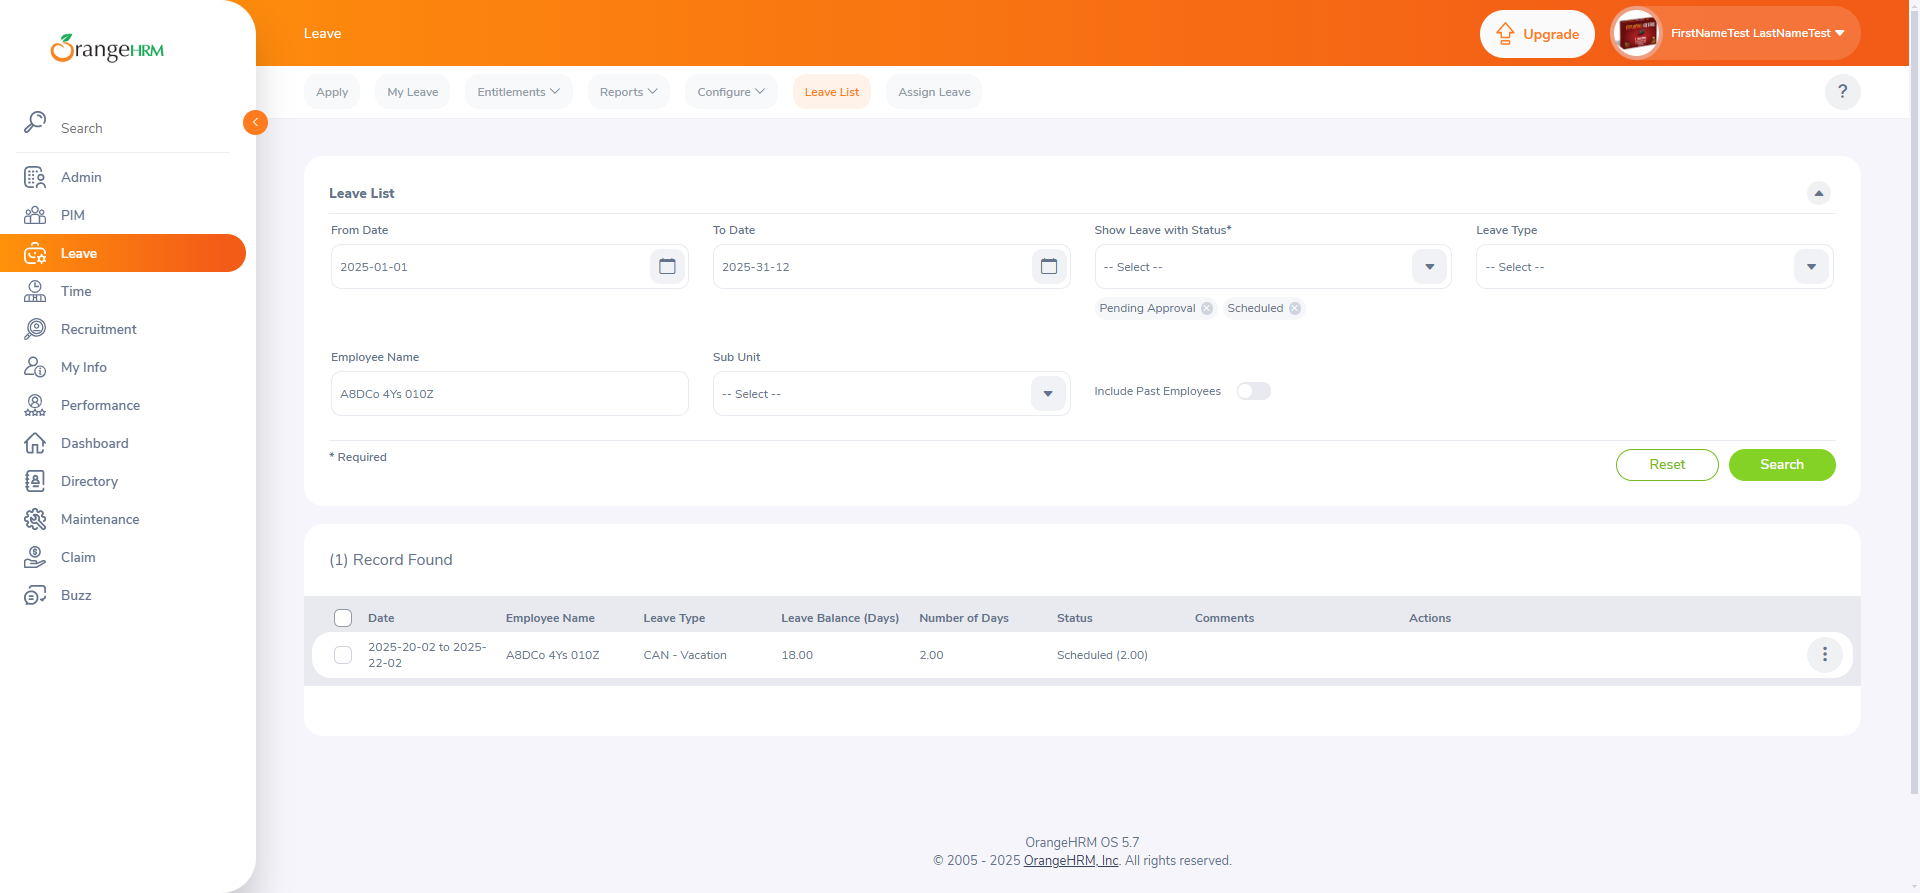 OrangeHRM
Leave
Upgrade
FirstNameTest LastNameTest
Apply
My Leave
Entitlements
Reports
Configure
Leave List
Assign Leave
?
Search
Admin
PIM
Leave
Time
Recruitment
My Info
Performance
Dashboard
Directory
Maintenance
Claim
Buzz
Leave List
From Date
To Date
Show Leave with Status*
Leave Type
2025-01-01
2025-31-12
-- Select --
-- Select --
Pending Approval
Scheduled
Employee Name
Sub Unit
A8DCo 4Ys 010Z
-- Select --
Include Past Employees
* Required
Reset
Search
(1) Record Found
Date
Employee Name
Leave Type
Leave Balance (Days)
Number of Days
Status
Comments
Actions
2025-20-02 to 2025-
22-02
A8DCo 4Ys 010Z
CAN - Vacation
18.00
2.00
Scheduled (2.00)
OrangeHRM OS 5.7
© 2005 - 2025 OrangeHRM, Inc. All rights reserved.